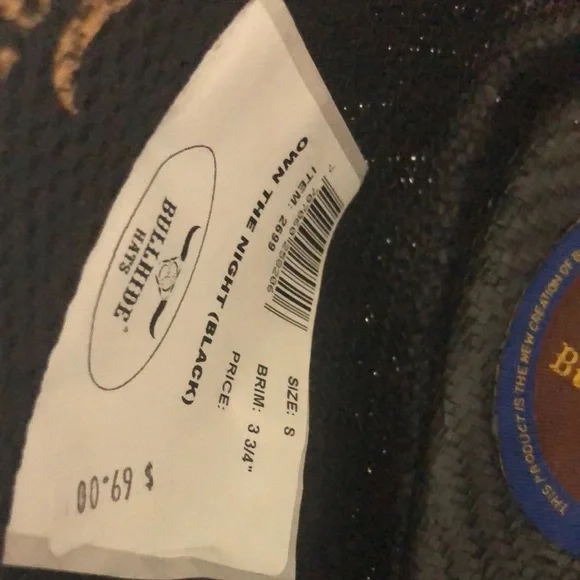 BULLHIDE®
HATS
OWN THE NIGHT (BLACK)
ITEM: 2699
SIZE: S
BRIM: 3 3/4"
PRICE:
$ 69.00
THIS PRODUCT IS THE NEW CREATION OF